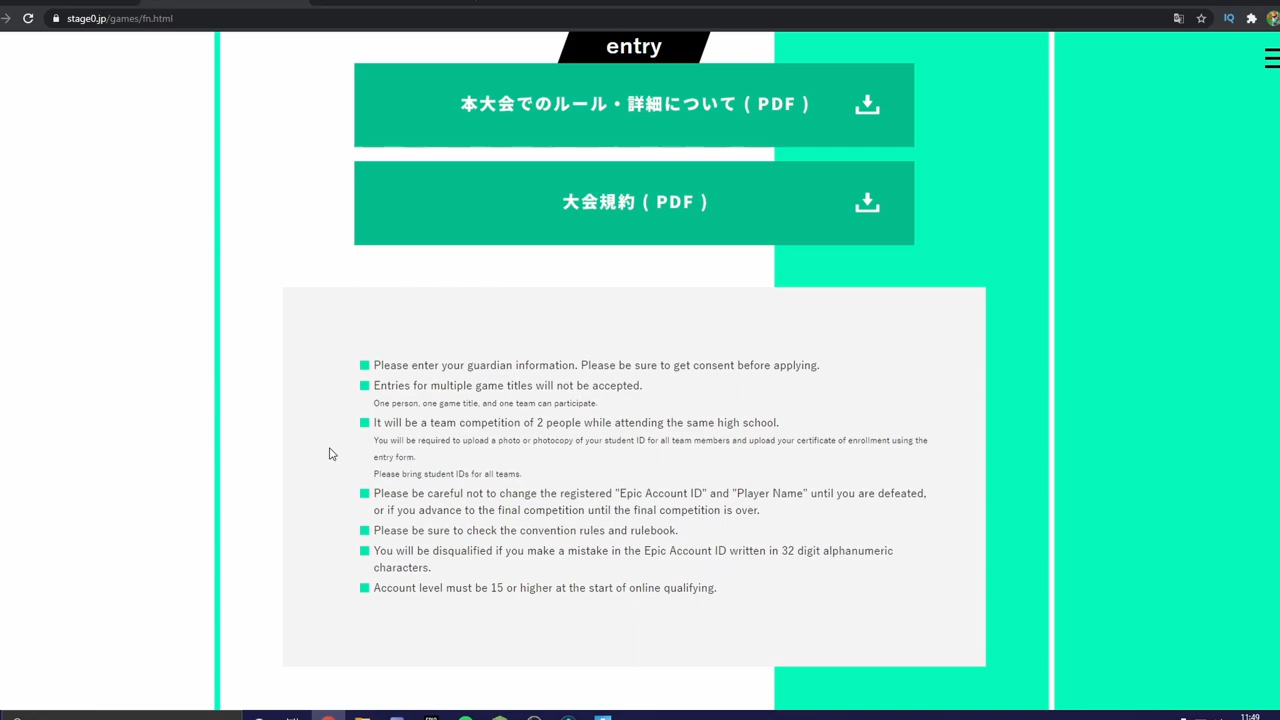 stage0.jp/games/fn.html
IQ
entry
本大会でのルール・詳細について ( PDF )
大会規約 ( PDF )
Please enter your guardian information. Please be sure to get consent before applying.
Entries for multiple game titles will not be accepted.
One person, one game title, and one team can participate.
It will be a team competition of 2 people while attending the same high school.
You will be required to upload a photo or photocopy of your student ID for all team members and upload your certificate of enrollment using the
entry form.
Please bring student IDs for all teams.
Please be careful not to change the registered "Epic Account ID" and "Player Name" until you are defeated,
or if you advance to the final competition until the final competition is over.
Please be sure to check the convention rules and rulebook.
You will be disqualified if you make a mistake in the Epic Account ID written in 32 digit alphanumeric
characters.
Account level must be 15 or higher at the start of online qualifying.
11:49